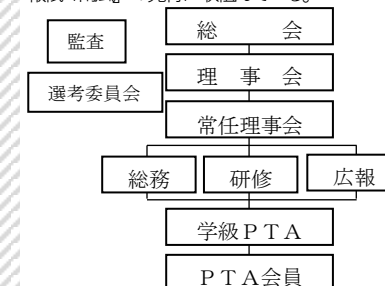 監査
総　　　会
選考委員会
理　事　会
常任理事会
総務
研修
広報
学級ＰＴＡ
ＰＴＡ会員